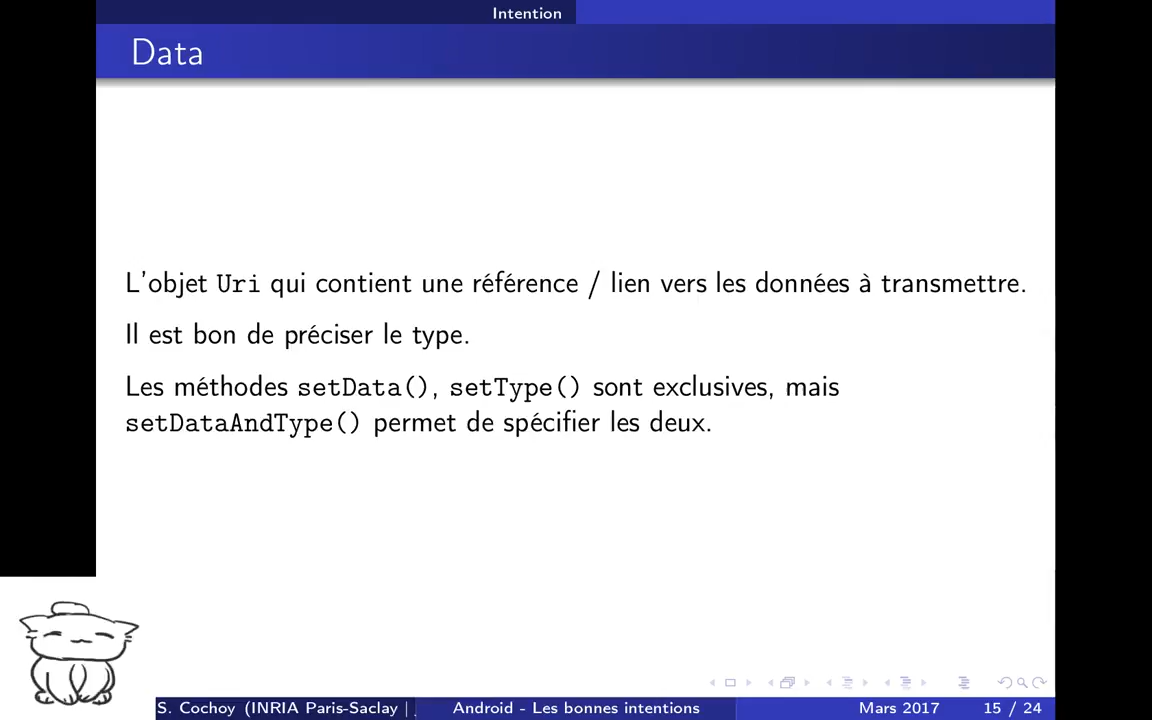 Intention
Data
L'objet Uri qui contient une référence / lien vers les données à transmettre.
Il est bon de préciser le type.
Les méthodes setData(), setType() sont exclusives, mais
setDataAndType() permet de spécifier les deux.
S. Cochoy (INRIA Paris-Saclay | Android - Les bonnes intentions Mars 2017 15 / 24